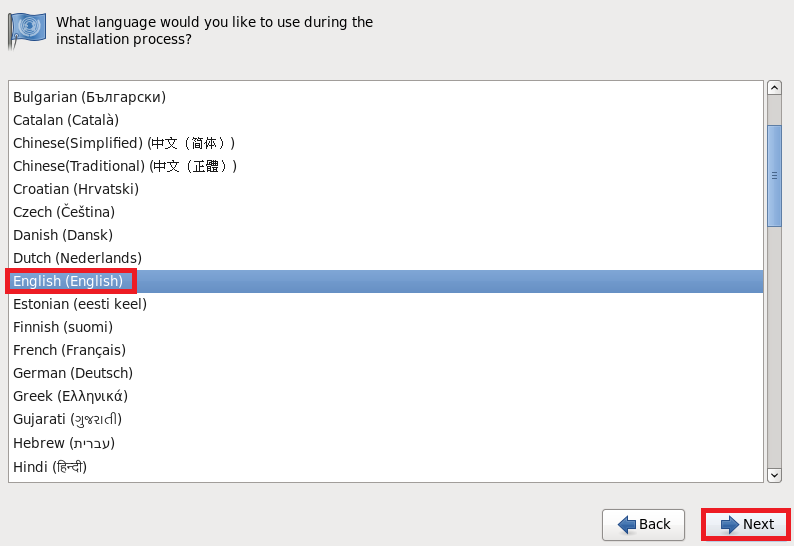 What language would you like to use during the
installation process?
Bulgarian (Български)
Catalan (Català)
Chinese(Simplified) (中文（简体）)
Chinese(Traditional) (中文（正體）)
Croatian (Hrvatski)
Czech (Čeština)
Danish (Dansk)
Dutch (Nederlands)
English (English)
Estonian (eesti keel)
Finnish (suomi)
French (Français)
German (Deutsch)
Greek (Ελληνικά)
Gujarati (ગુજરાતી)
Hebrew (עברית)
Hindi (हिन्दी)
Back
Next